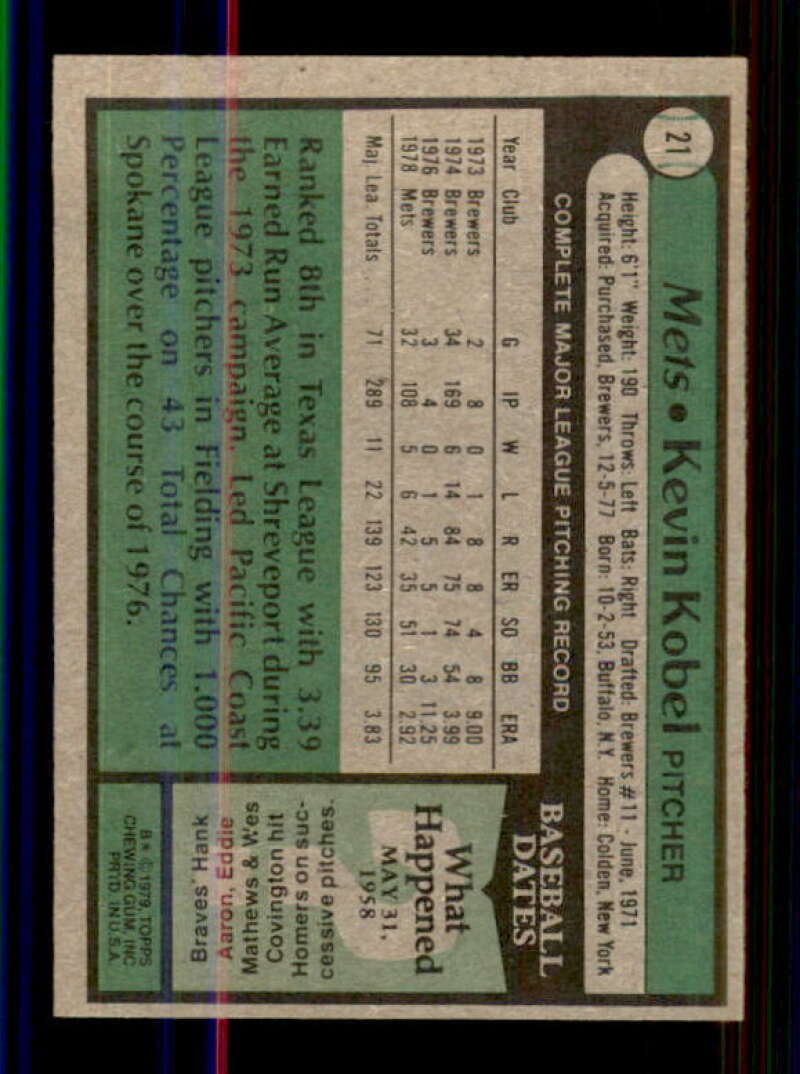 21
Mets • Kevin Kobel PITCHER
Height: 6'1" Weight: 190 Throws: Left Bats: Right Drafted: Brewers #11 - June, 1971
Acquired: Purchased, Brewers, 12-5-77 Born: 10-2-53, Buffalo, N.Y. Home: Colden, New York
COMPLETE MAJOR LEAGUE PITCHING RECORD
Year Club G IP W L R ER SO BB ERA
1973 Brewers 2 8 0 1 8 8 4 8 9.00
1974 Brewers 34 169 6 14 84 75 74 54 3.99
1976 Brewers 3 4 0 1 5 5 1 3 11.25
1978 Mets 32 108 5 6 42 35 51 30 2.92
Maj. Lea. Totals 71 289 11 22 139 123 130 95 3.83
Ranked 8th in Texas League with 3.39
Earned Run Average at Shreveport during
the 1973 campaign. Led Pacific Coast
League pitchers in Fielding with 1.000
Percentage on 43 Total Chances at
Spokane over the course of 1976.
BASEBALL
DATES
What
Happened
MAY 31,
1958
Braves' Hank
Aaron, Eddie
Mathews & Wes
Covington hit
Homers on suc-
cessive pitches.
B* © 1979, TOPPS
CHEWING GUM, INC
PRTD. IN U.S.A.